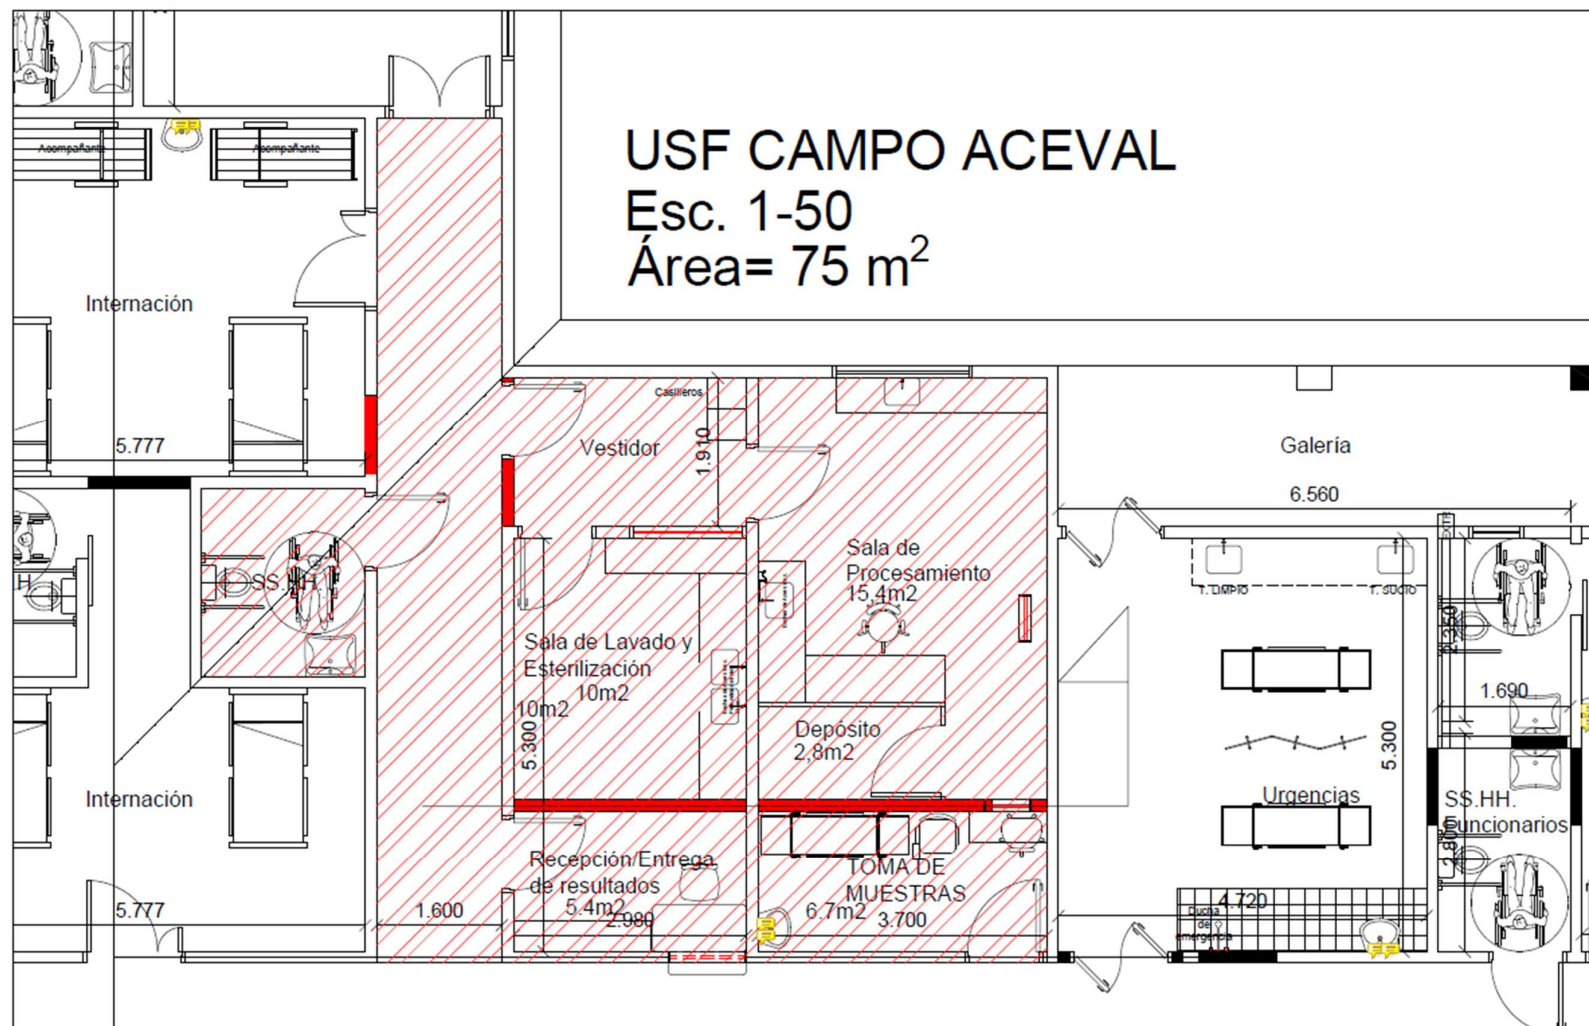 USF CAMPO ACEVAL
Esc. 1-50
Área= 75 m²
Acompañante
Acompañante
Internación
5.777
Casilleros
Vestidor
1.910
Galería
6.560
Sala de
Procesamiento
15,4m2
SS.HH.
H
Sala de Lavado y
Esterilización
10m2
10m2
5.300
Depósito
2,8m2
T. LIMPIO
T. SUCIO
2.350
1.690
5.300
Urgencias
SS.HH.
Funcionarios
2.800
Internación
5.777
1.600
Recepción/Entrega
de resultados
5.4m2
2.980
TOMA DE
MUESTRAS
6.7m2
3.700
4.720
Ducha
de
emergencia